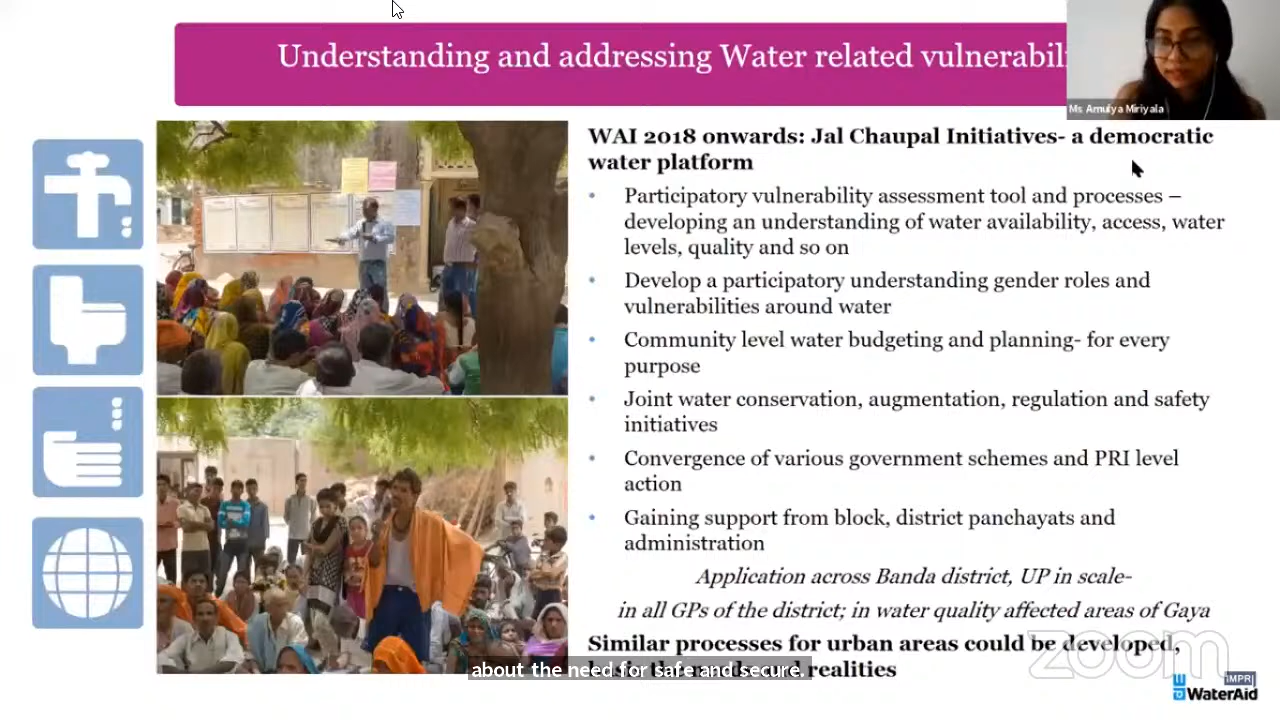 Understanding and addressing Water related vulnerabili
Ms Amulya Miriyala
WAI 2018 onwards: Jal Chaupal Initiatives- a democratic
water platform
• Participatory vulnerability assessment tool and processes –
developing an understanding of water availability, access, water
levels, quality and so on
• Develop a participatory understanding gender roles and
vulnerabilities around water
• Community level water budgeting and planning- for every
purpose
• Joint water conservation, augmentation, regulation and safety
initiatives
• Convergence of various government schemes and PRI level
action
• Gaining support from block, district panchayats and
administration
Application across Banda district, UP in scale-
in all GPs of the district; in water quality affected areas of Gaya
Similar processes for urban areas could be developed,
realities
about the need for safe and secure.
zoom
IMPRI
WaterAid